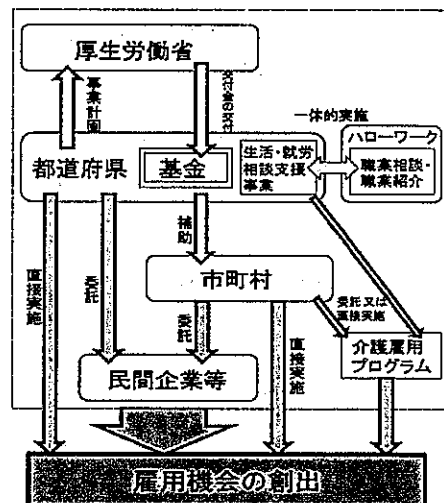 厚生労働省
事業計画
交付金の交付
一体的実施
都道府県
基金
生活・就労
相談支援
事業
ハローワーク
職業相談・
職業紹介
補助
直接実施
委託
市町村
委託
直接実施
委託又は
直接実施
介護雇用
プログラム
民間企業等
雇用機会の創出